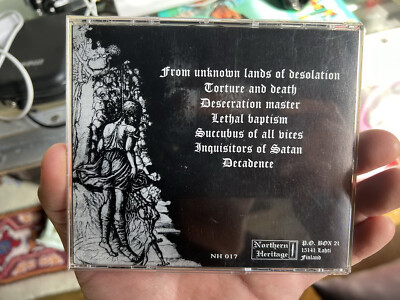 From unknown lands of desolation
Torture and death
Desecration master
Lethal baptism
Succubus of all vices
Inquisitors of Satan
Decadence
NH 017
Northern
Heritage
P.O. BOX 21
15141 Lahti
Finland